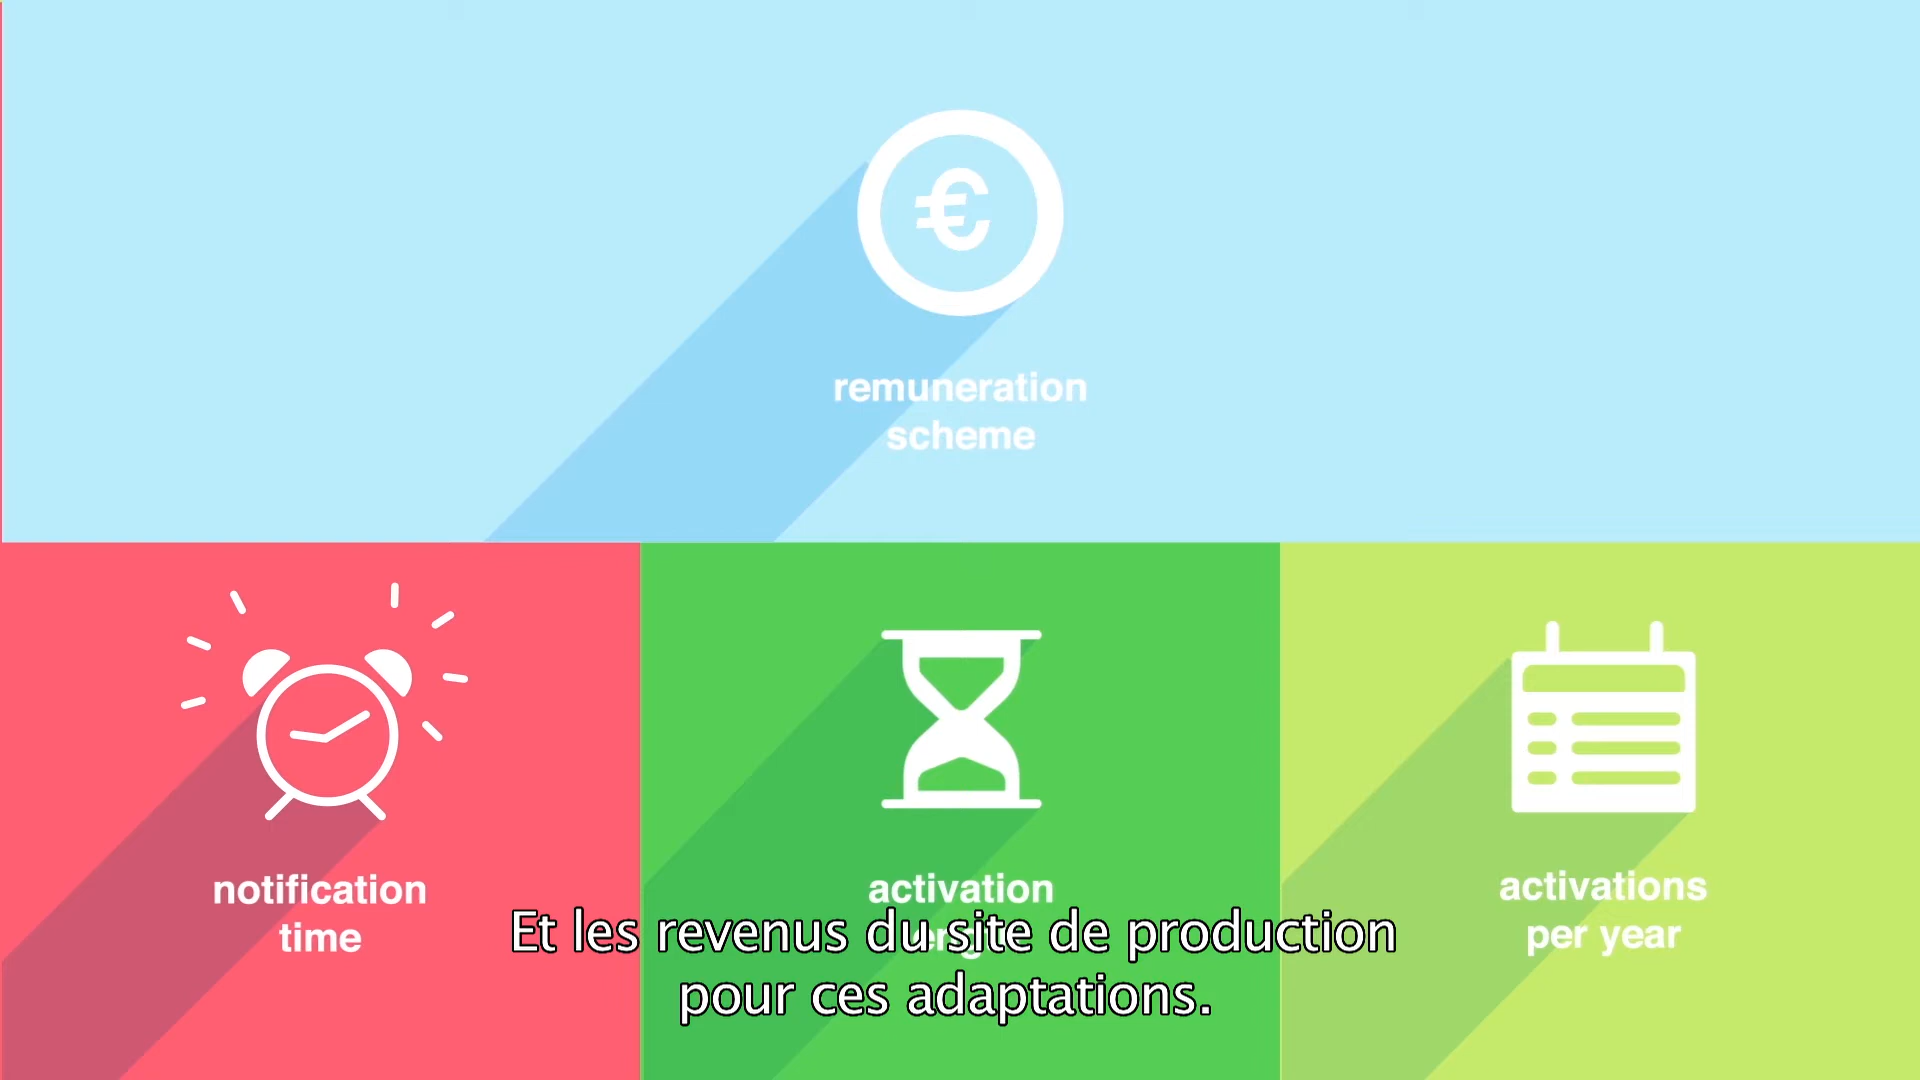 €
remuneration
scheme
notification
time
activation
activations
per year
Et les revenus du site de production
pour ces adaptations.